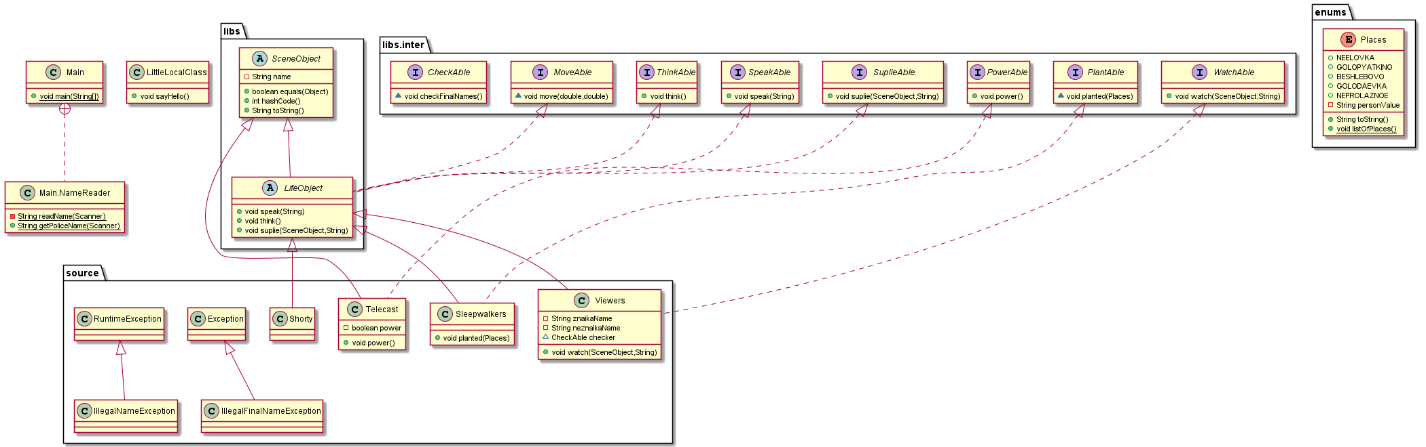 libs
SceneObject
String name
boolean equals(Object)
int hashCode()
String toString()
LifeObject
void speak(String)
void think()
void suplie(SceneObject,String)
libs.inter
CheckAble
void checkFinalNames()
MoveAble
void move(double,double)
ThinkAble
void think()
SpeakAble
void speak(String)
SuplieAble
void suplie(SceneObject,String)
PowerAble
void power()
PlantAble
void planted(Places)
WatchAble
void watch(SceneObject,String)
enums
Places
NEELOVKA
GOLOPYATKINO
BESHLEBOVO
GOLODAEVKA
NEPROLAZNOE
String personValue
String toString()
void listOfPlaces()
Main
void main(String[])
LittleLocalClass
void sayHello()
Main.NameReader
String readName(Scanner)
String getPoliceName(Scanner)
source
RuntimeException
Exception
Shorty
Telecast
boolean power
void power()
Sleepwalkers
void planted(Places)
Viewers
String znaikaName
String neznaikaName
CheckAble checker
void watch(SceneObject,String)
IllegalNameException
IllegalFinalNameException